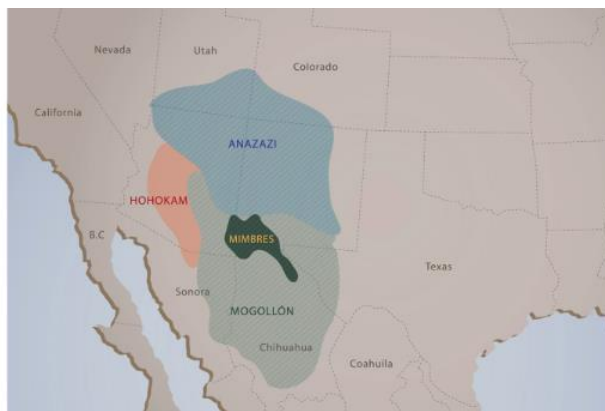 Nevada
Utah
Colorado
California
ANAZAZI
HOHOKAM
B.C
MIMBRES
Texas
Sonora
MOGOLLÓN
Chihuahua
Coahuila